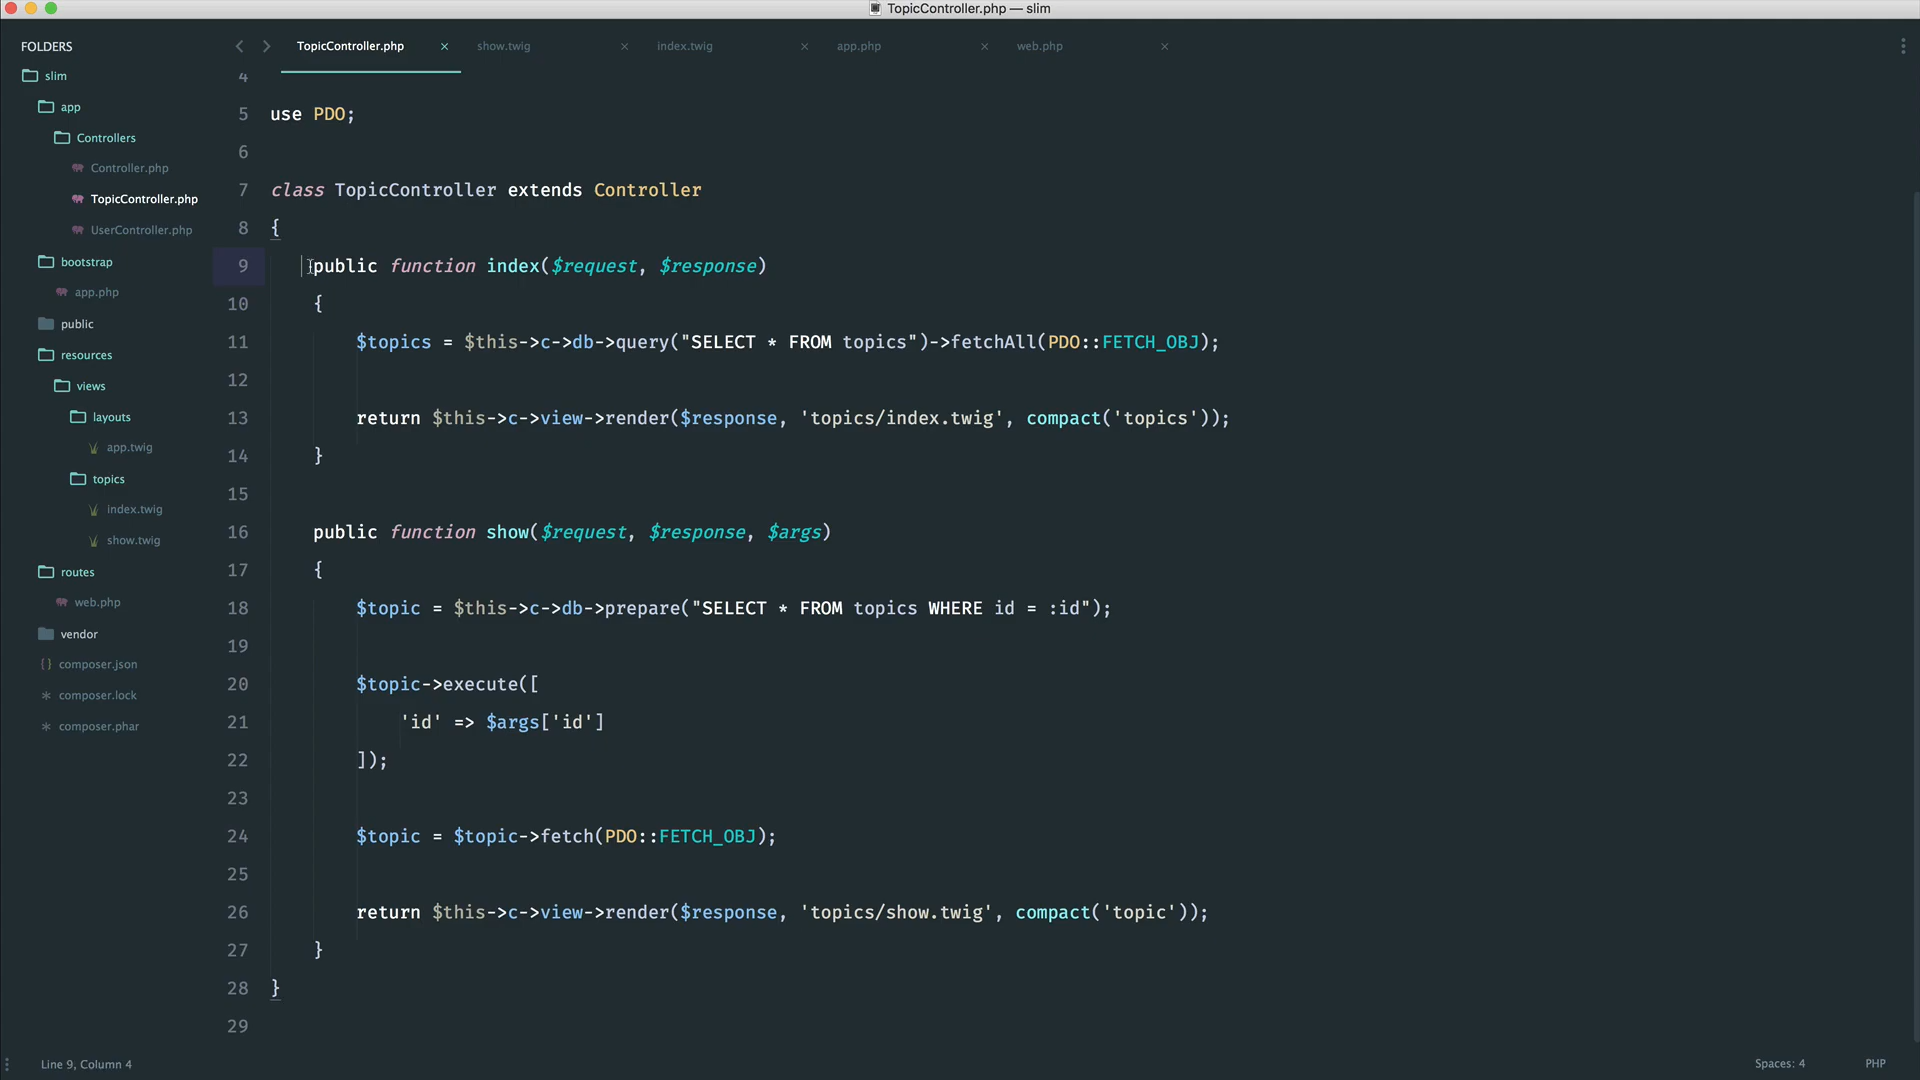 TopicController.php — slim
FOLDERS
slim
app
Controllers
Controller.php
TopicController.php
UserController.php
bootstrap
app.php
public
resources
views
layouts
app.twig
topics
index.twig
show.twig
routes
web.php
vendor
{} composer.json
* composer.lock
* composer.phar
TopicController.php × show.twig × index.twig × app.php × web.php ×
4
5 use PDO;
6
7 class TopicController extends Controller
8 {
9 public function index($request, $response)
10 {
11 $topics = $this->c->db->query("SELECT * FROM topics")->fetchAll(PDO::FETCH_OBJ);
12
13 return $this->c->view->render($response, 'topics/index.twig', compact('topics'));
14 }
15
16 public function show($request, $response, $args)
17 {
18 $topic = $this->c->db->prepare("SELECT * FROM topics WHERE id = :id");
19
20 $topic->execute([
21 'id' => $args['id']
22 ]);
23
24 $topic = $topic->fetch(PDO::FETCH_OBJ);
25
26 return $this->c->view->render($response, 'topics/show.twig', compact('topic'));
27 }
28 }
29
Line 9, Column 4
Spaces: 4
PHP